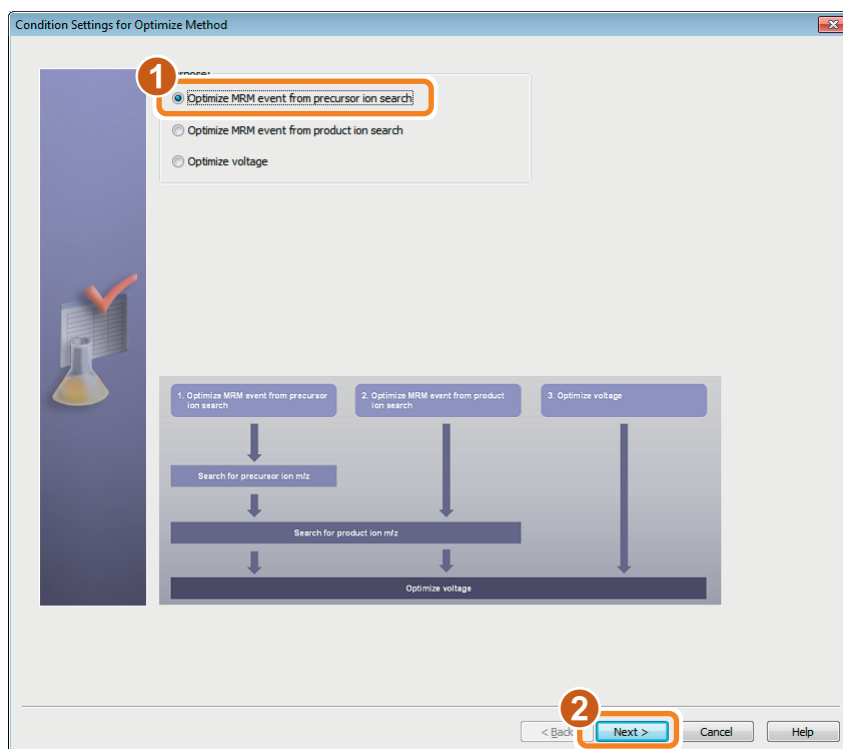 Condition Settings for Optimize Method
1
Optimize MRM event from precursor ion search
Optimize MRM event from product ion search
Optimize voltage
1. Optimize MRM event from precursor
ion search
2. Optimize MRM event from product
ion search
3. Optimize voltage
Search for precursor ion m/z
Search for product ion m/z
Optimize voltage
2
< Back
Next >
Cancel
Help